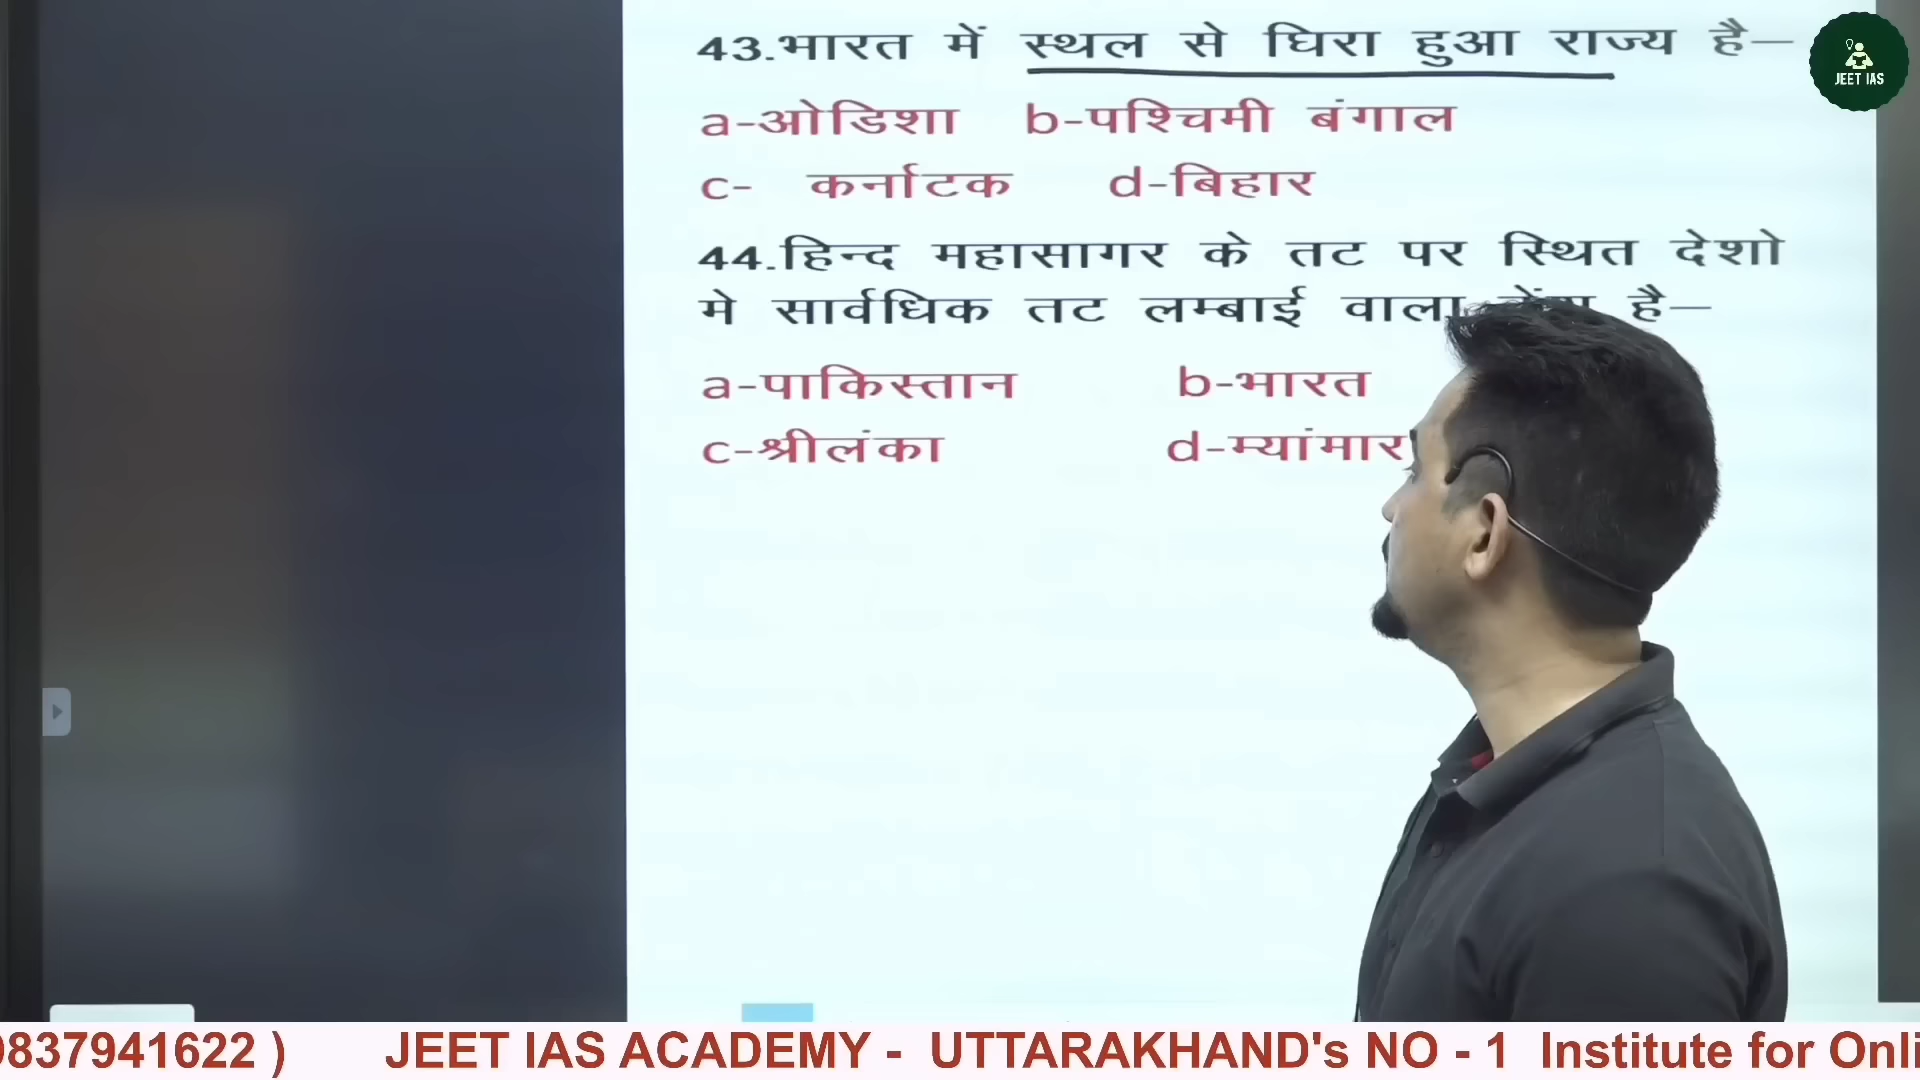 43.भारत में स्थल से घिरा हुआ राज्य है—
a-ओडिशा b-पश्चिमी बंगाल
c- कर्नाटक d-बिहार
44.हिन्द महासागर के तट पर स्थित देशो
मे सार्वधिक तट लम्बाई वाला है—
a-पाकिस्तान b-भारत
c-श्रीलंका d-म्यांमार
JEET IAS
9837941622 ) JEET IAS ACADEMY - UTTARAKHAND's NO - 1 Institute for Onli